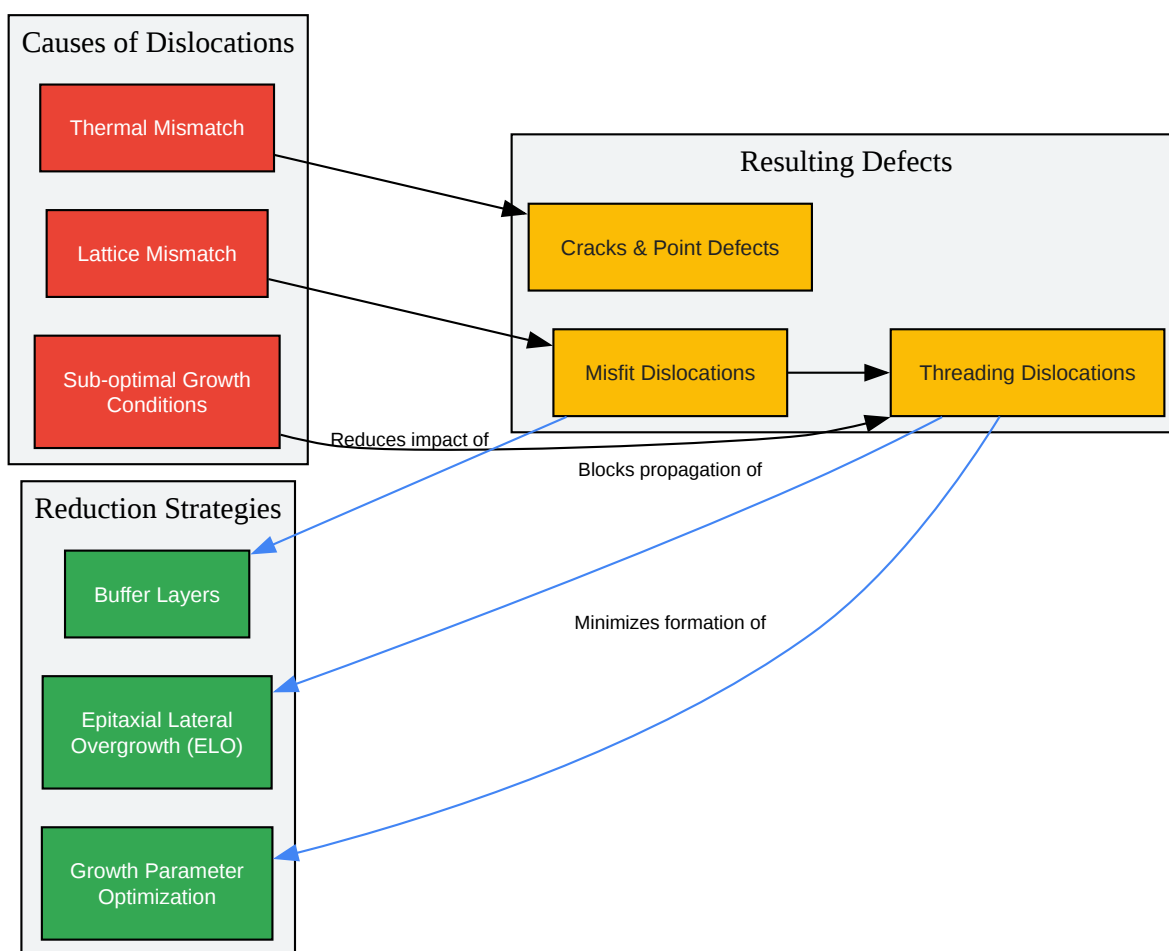 Causes of Dislocations
Thermal Mismatch
Lattice Mismatch
Sub-optimal Growth
Conditions
Resulting Defects
Cracks & Point Defects
Misfit Dislocations
Threading Dislocations
Reduces impact of
Blocks propagation of
Minimizes formation of
Reduction Strategies
Buffer Layers
Epitaxial Lateral
Overgrowth (ELO)
Growth Parameter
Optimization